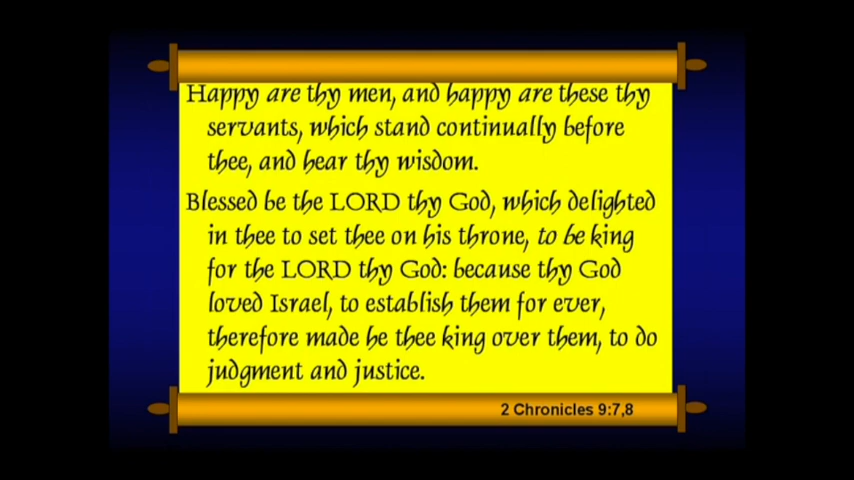 Happy are thy men, and happy are these thy
servants, which stand continually before
thee, and hear thy wisdom.
Blessed be the LORD thy God, which delighted
in thee to set thee on his throne, to be king
for the LORD thy God: because thy God
loved Israel, to establish them for ever,
therefore made he thee king over them, to do
judgment and justice.
2 Chronicles 9:7,8